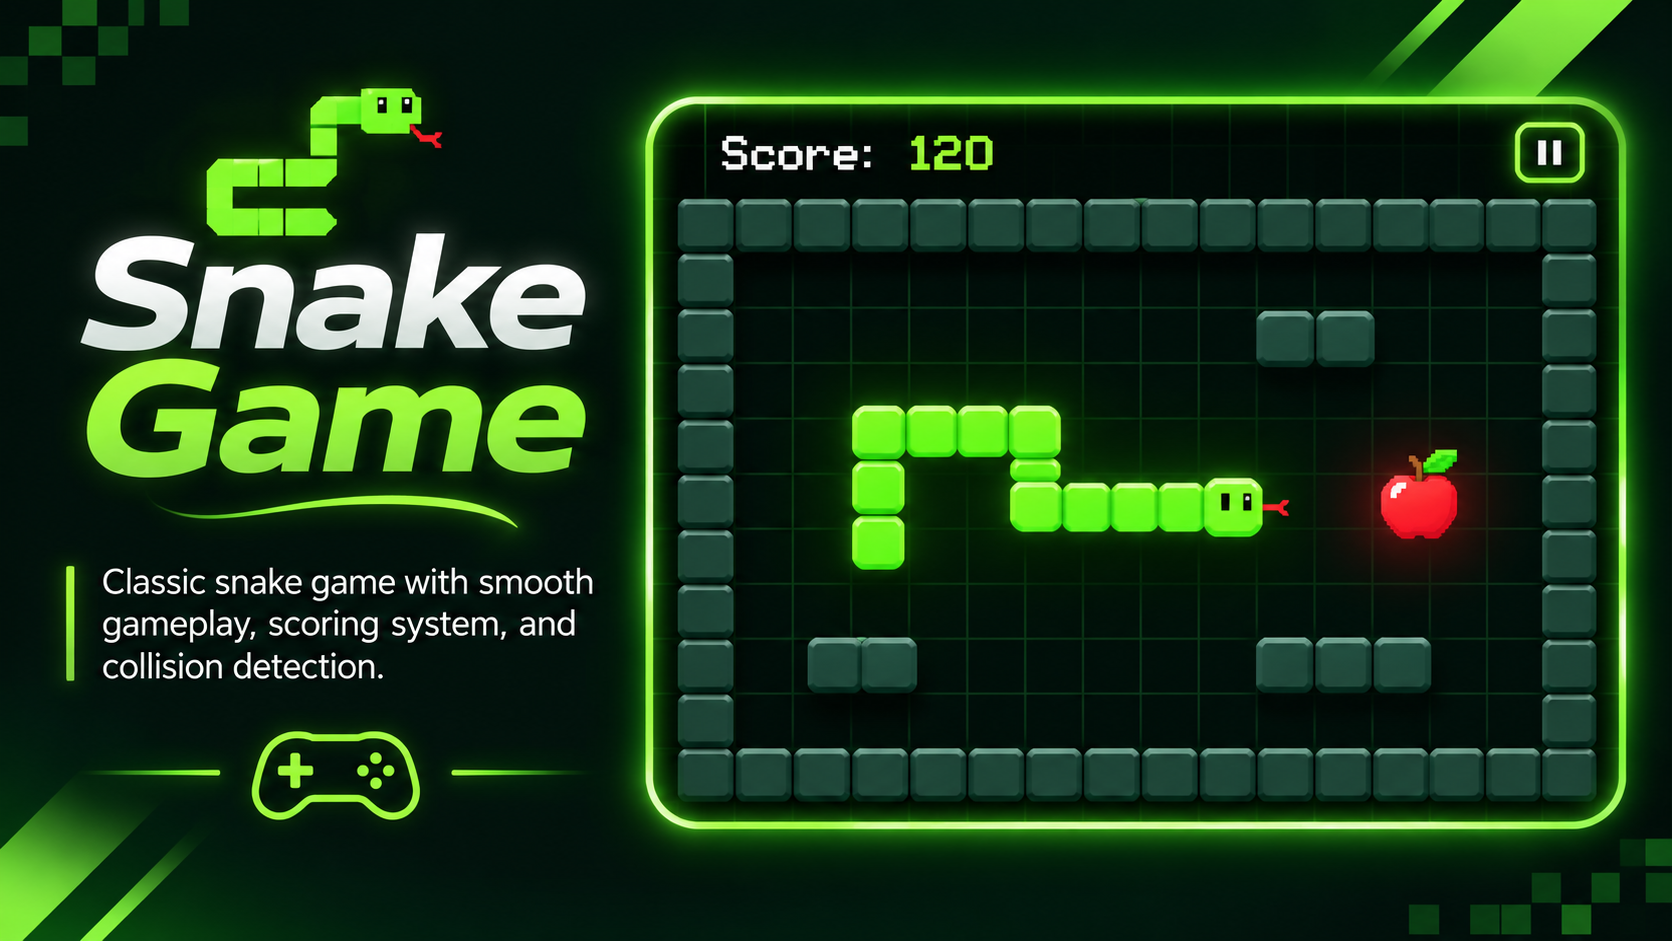 Snake
Game
Classic snake game with smooth
gameplay, scoring system, and
collision detection.
Score: 120